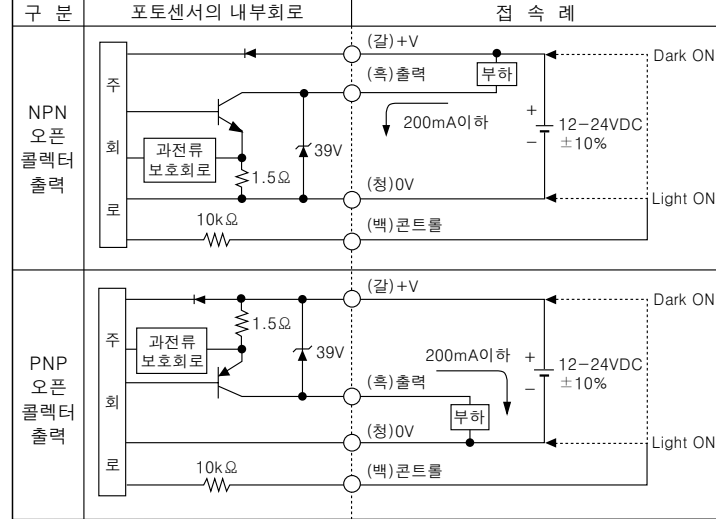 구 분
포토센서의 내부회로
접 속 례
NPN
오픈
콜렉터
출력
주
회
로
과전류
보호회로
1.5Ω
39V
10kΩ
(갈)+V
(흑)출력
부하
200mA이하
+
−
12−24VDC
±10%
(청)0V
(백)콘트롤
Dark ON
Light ON
PNP
오픈
콜렉터
출력
주
회
로
과전류
보호회로
1.5Ω
39V
10kΩ
(갈)+V
200mA이하
(흑)출력
부하
+
−
12−24VDC
±10%
(청)0V
(백)콘트롤
Dark ON
Light ON